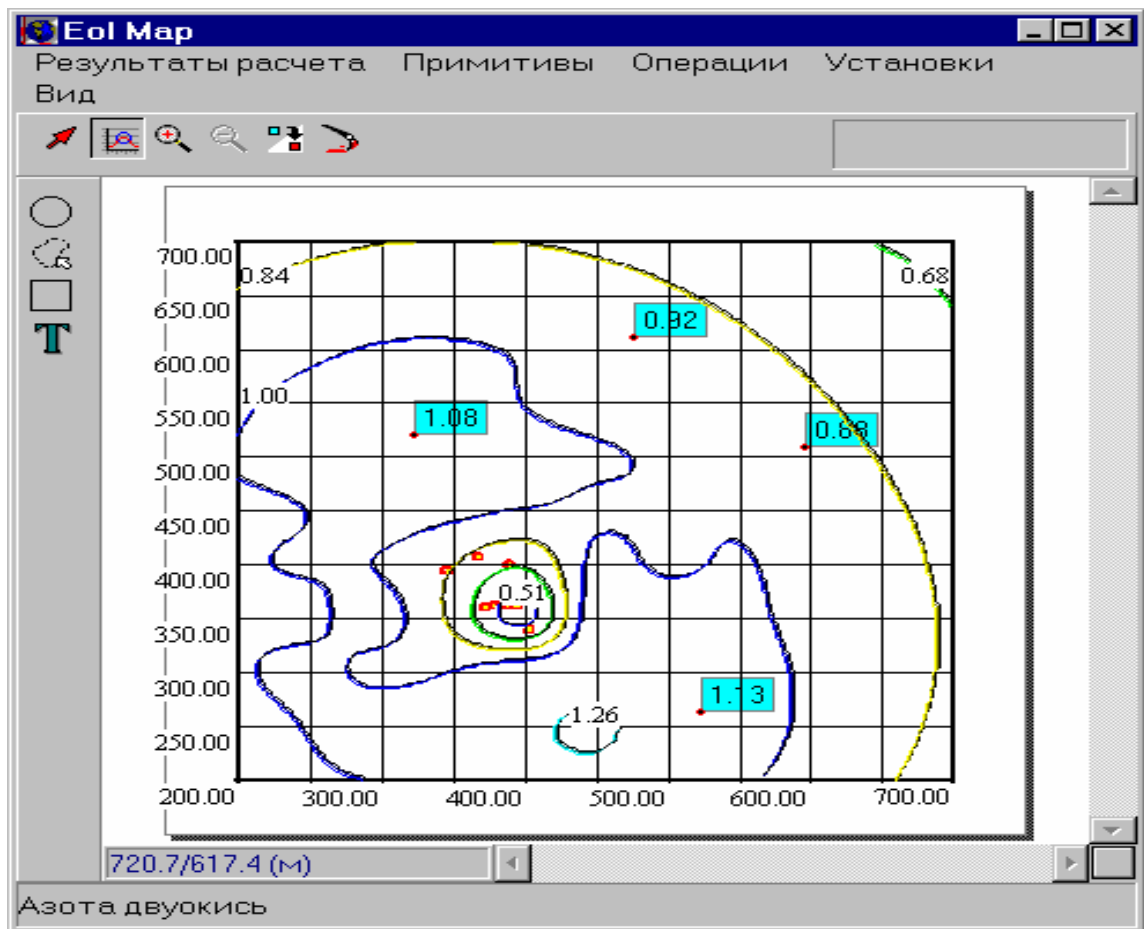 Eol Map
Результаты расчета Примитивы Операции Установки
Вид
T
700.00
0.84
0.68
650.00
0.92
600.00
1.00
550.00
1.08
0.88
500.00
450.00
400.00
0.51
350.00
300.00
1.13
1.26
250.00
200.00 300.00 400.00 500.00 600.00 700.00
720.7/617.4 (м)
Азота двуокись